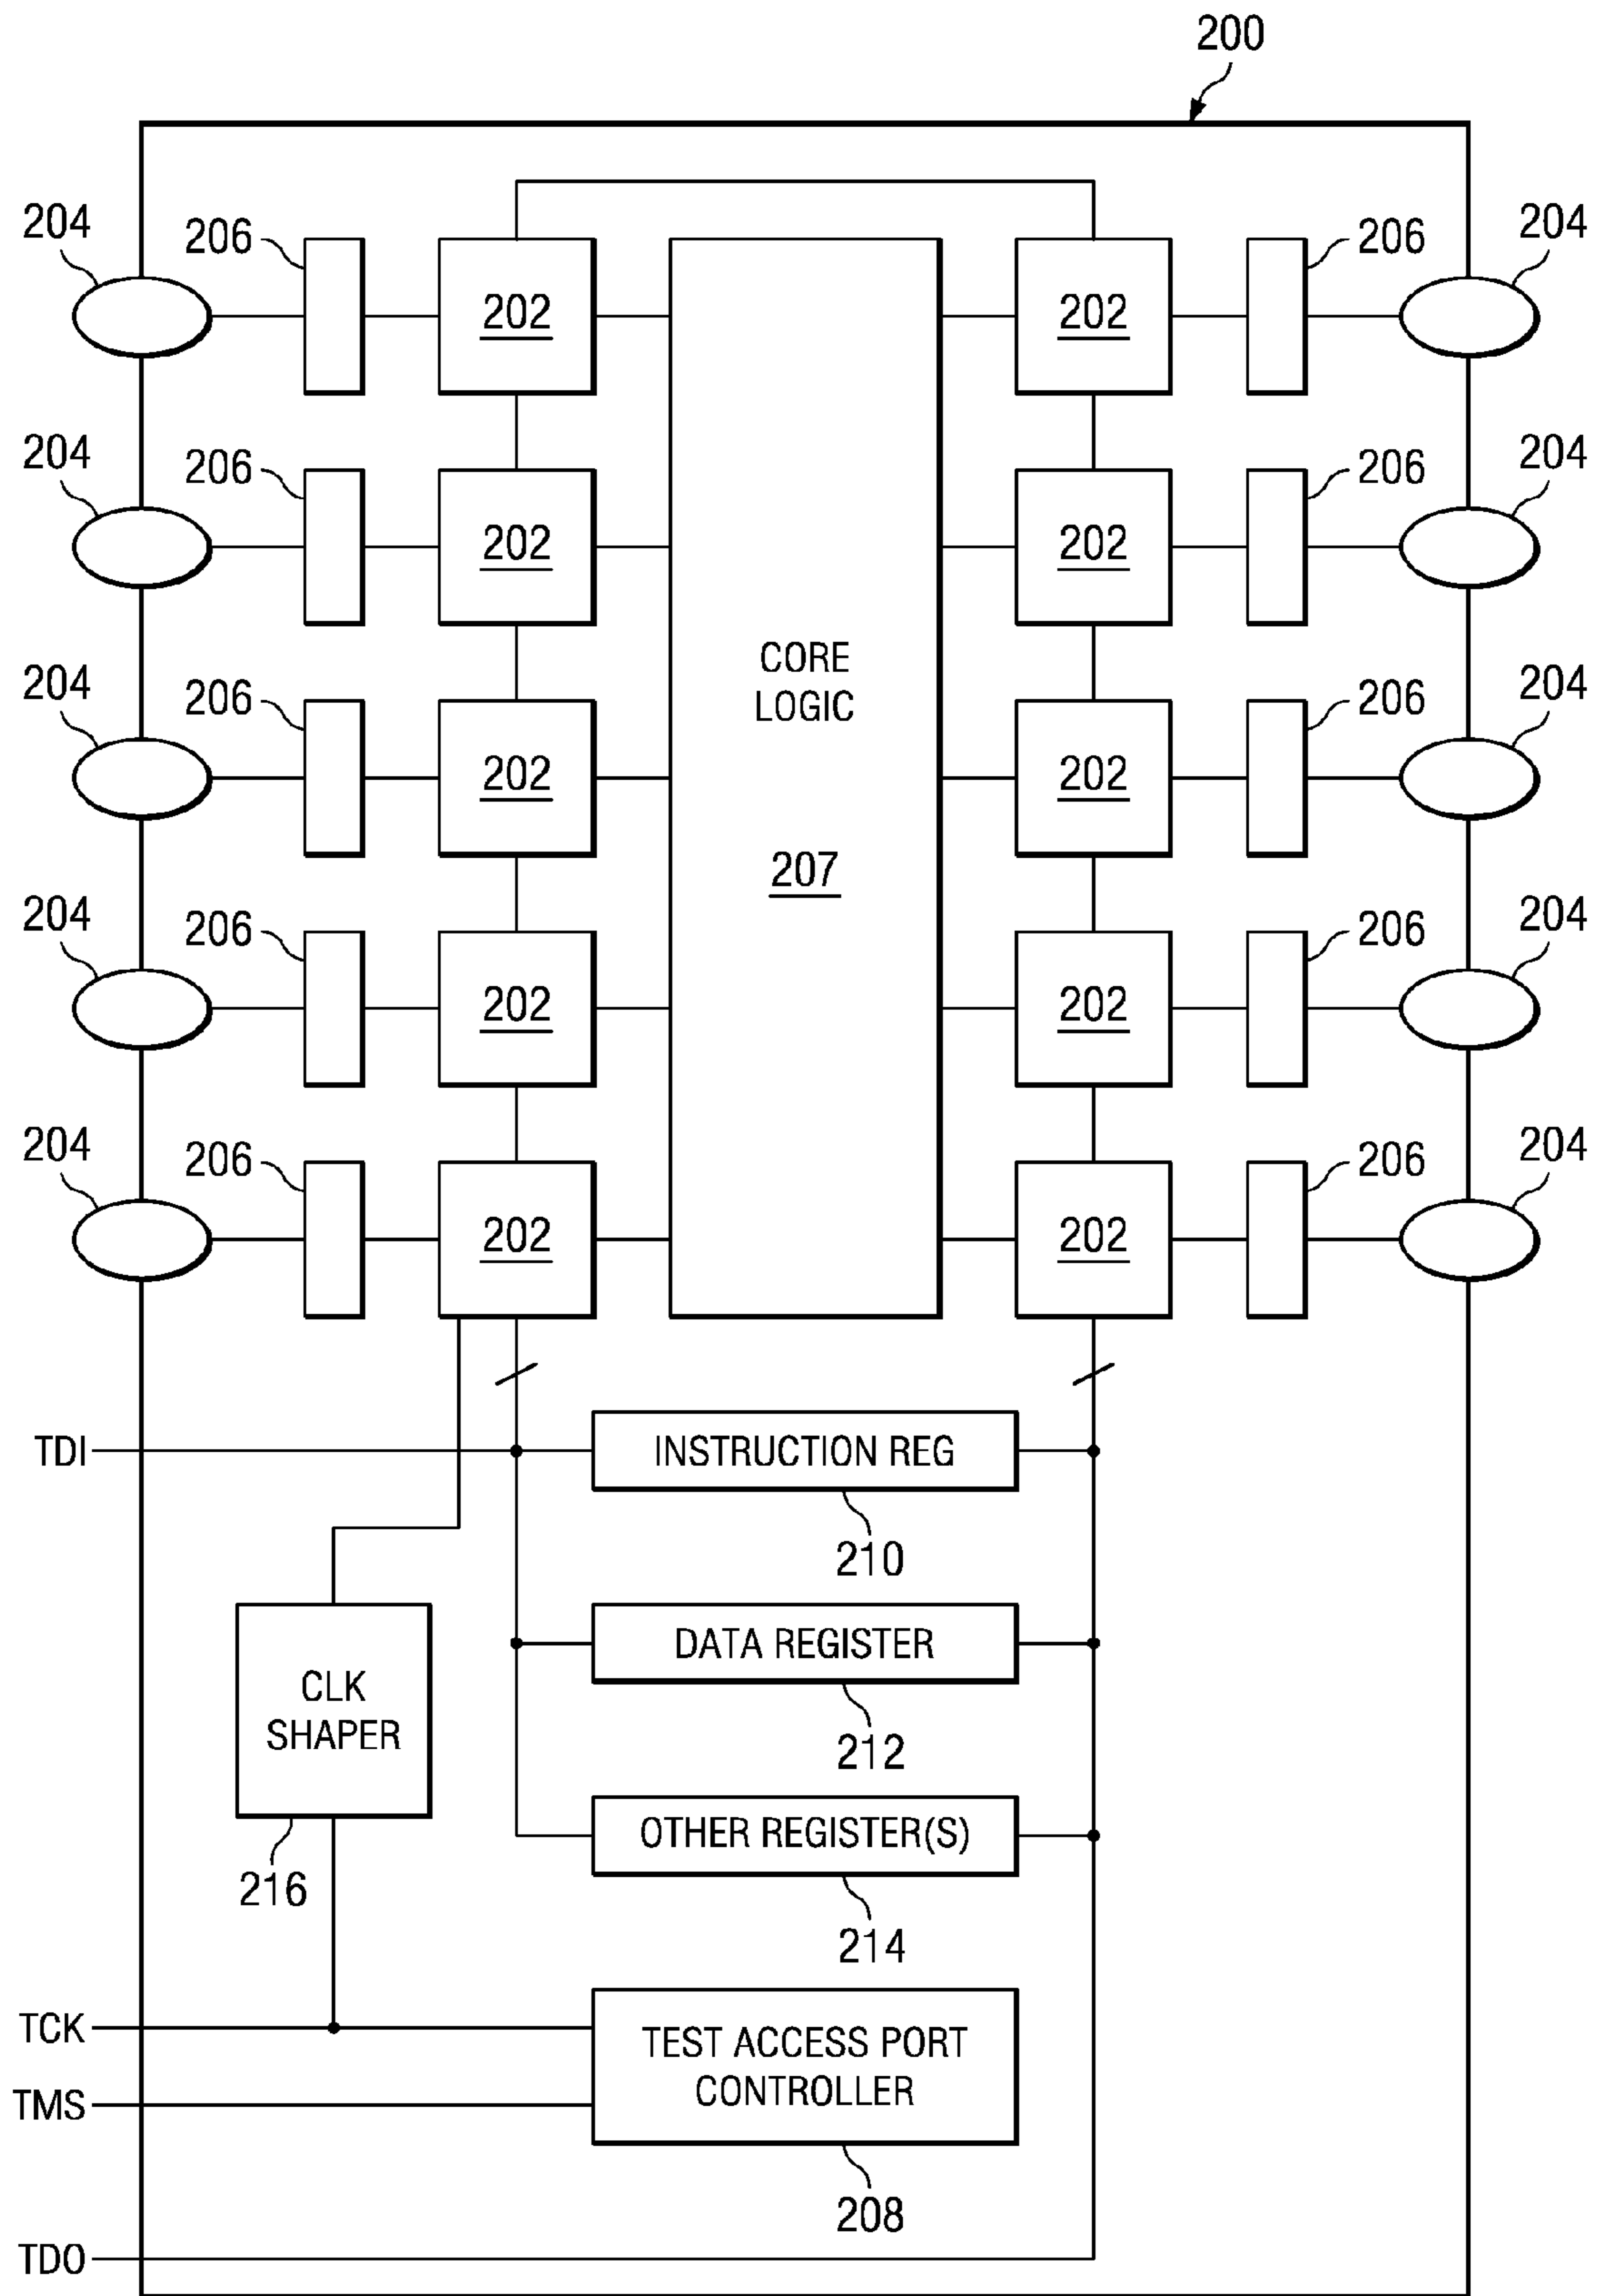 200
204 206 206 204
202 202
204 206 206 204
202 202
CORE
LOGIC
204 206 206 204
202 202
207
204 206 206 204
202 202
204 206 206 204
202 202
TDI INSTRUCTION REG
210
DATA REGISTER
CLK
SHAPER
212
OTHER REGISTER(S)
216
214
TCK
TEST ACCESS PORT
CONTROLLER
TMS
208
TDO